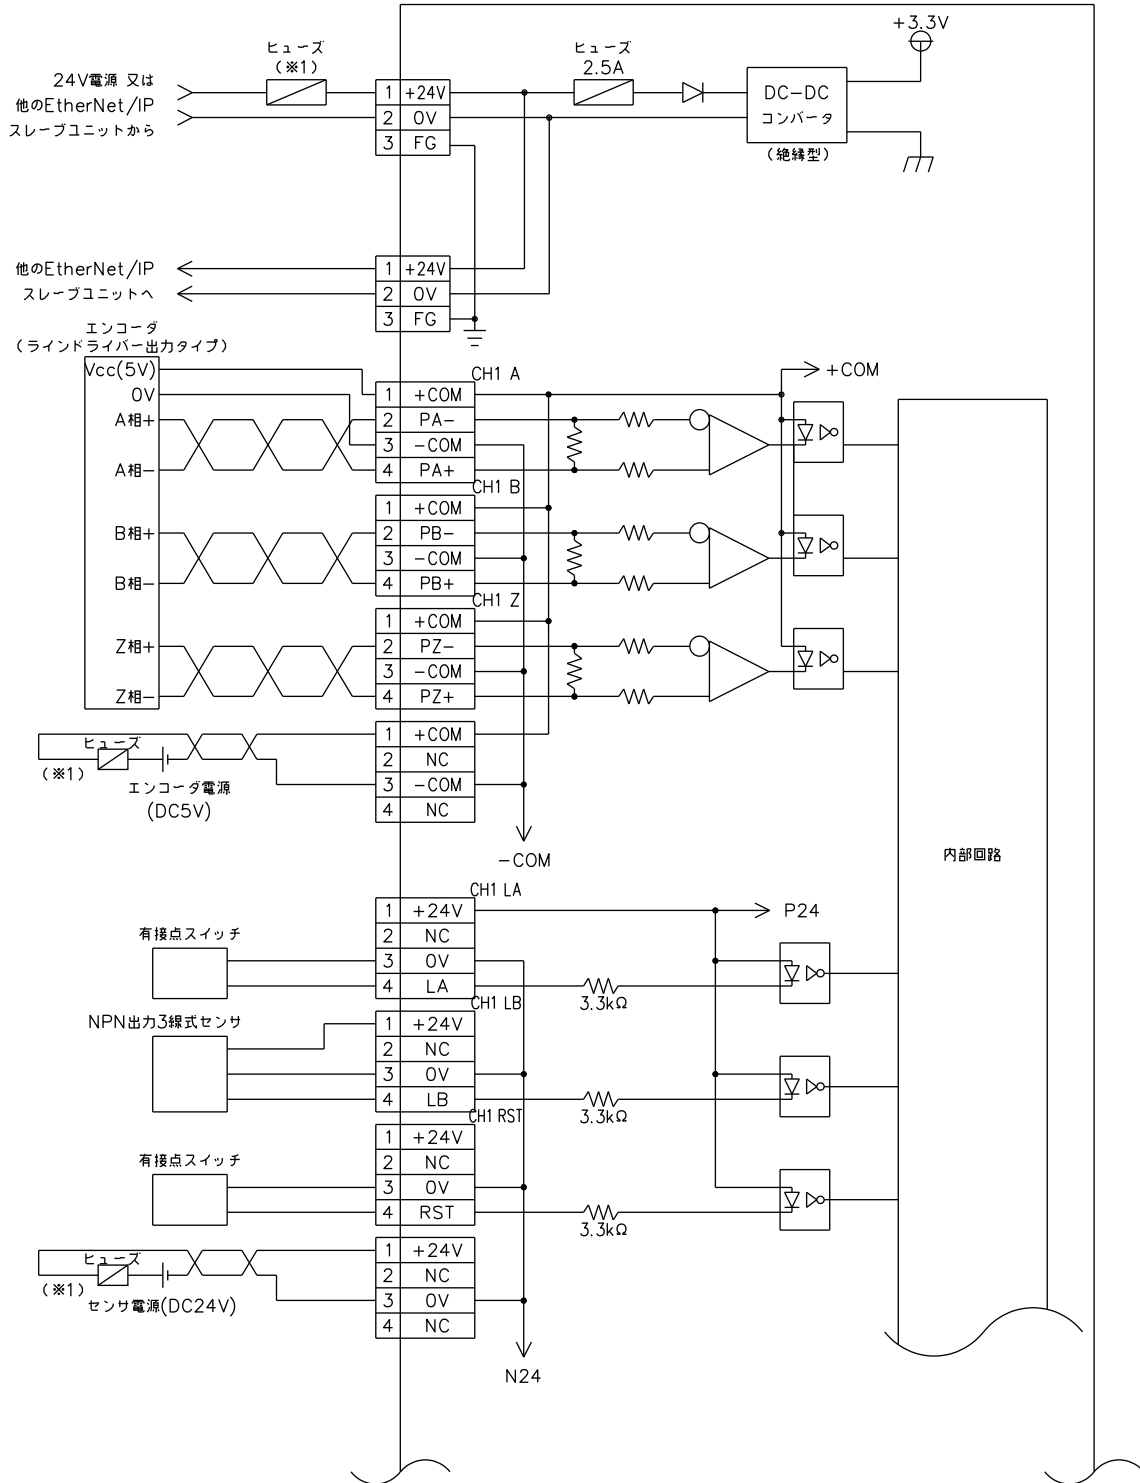 +3.3V
ヒューズ
(※1)
ヒューズ
2.5A
24V電源 又は
他のEtherNet/IP
スレーブユニットから
1 +24V
2 0V
3 FG
DC-DC
コンバータ
(絶縁型)
他のEtherNet/IP
スレーブユニットへ
1 +24V
2 0V
3 FG
エンコーダ
(ラインドライバー出力タイプ)
Vcc(5V)
0V
A相+
A相-
B相+
B相-
Z相+
Z相-
CH1 A
1 +COM
2 PA-
3 -COM
4 PA+
+COM
CH1 B
1 +COM
2 PB-
3 -COM
4 PB+
CH1 Z
1 +COM
2 PZ-
3 -COM
4 PZ+
ヒューズ
(※1)
エンコーダ電源
(DC5V)
1 +COM
2 NC
3 -COM
4 NC
-COM
内部回路
CH1 LA
1 +24V
2 NC
3 0V
4 LA
P24
有接点スイッチ
3.3kΩ
CH1 LB
NPN出力3線式センサ
1 +24V
2 NC
3 0V
4 LB
3.3kΩ
CH1 RST
有接点スイッチ
1 +24V
2 NC
3 0V
4 RST
3.3kΩ
ヒューズ
(※1)
センサ電源(DC24V)
1 +24V
2 NC
3 0V
4 NC
N24